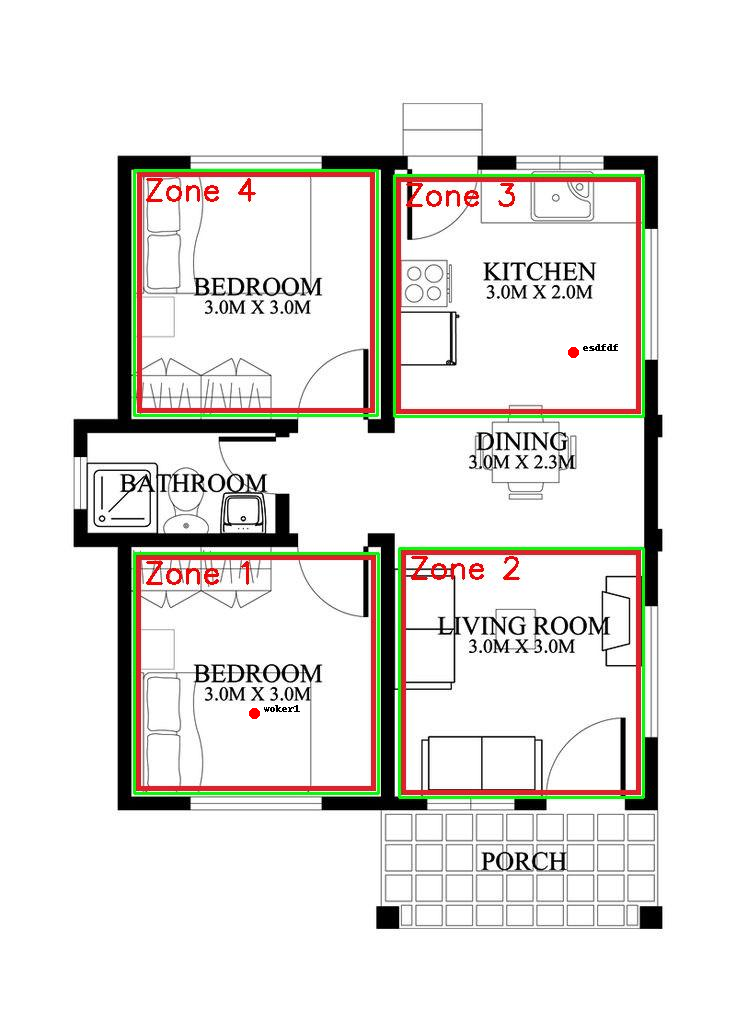 Zone 4
BEDROOM
3.0M X 3.0M
Zone 3
KITCHEN
3.0M X 2.0M
esdfdf
DINING
3.0M X 2.3M
BATHROOM
Zone 1
BEDROOM
3.0M X 3.0M
woker1
Zone 2
LIVING ROOM
3.0M X 3.0M
PORCH